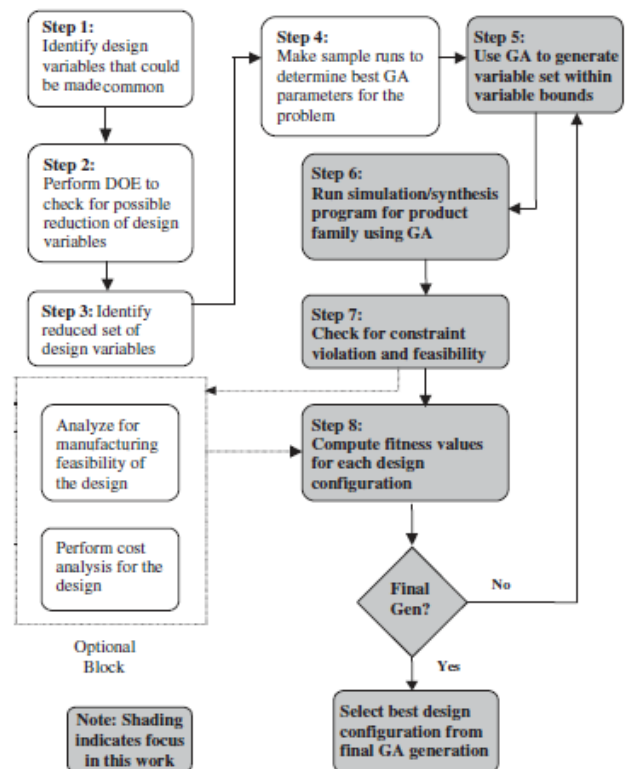 Step 1:
Identify design
variables that could
be made common
Step 2:
Perform DOE to
check for possible
reduction of design
variables
Step 3: Identify
reduced set of
design variables
Step 4:
Make sample runs to
determine best GA
parameters for the
problem
Step 5:
Use GA to generate
variable set within
variable bounds
Step 6:
Run simulation/synthesis
program for product
family using GA
Step 7:
Check for constraint
violation and feasibility
Analyze for
manufacturing
feasibility of
the design
Perform cost
analysis for the
design
Optional
Block
Step 8:
Compute fitness values
for each design
configuration
Final
Gen?
No
Yes
Select best design
configuration from
final GA generation
Note: Shading
indicates focus
in this work